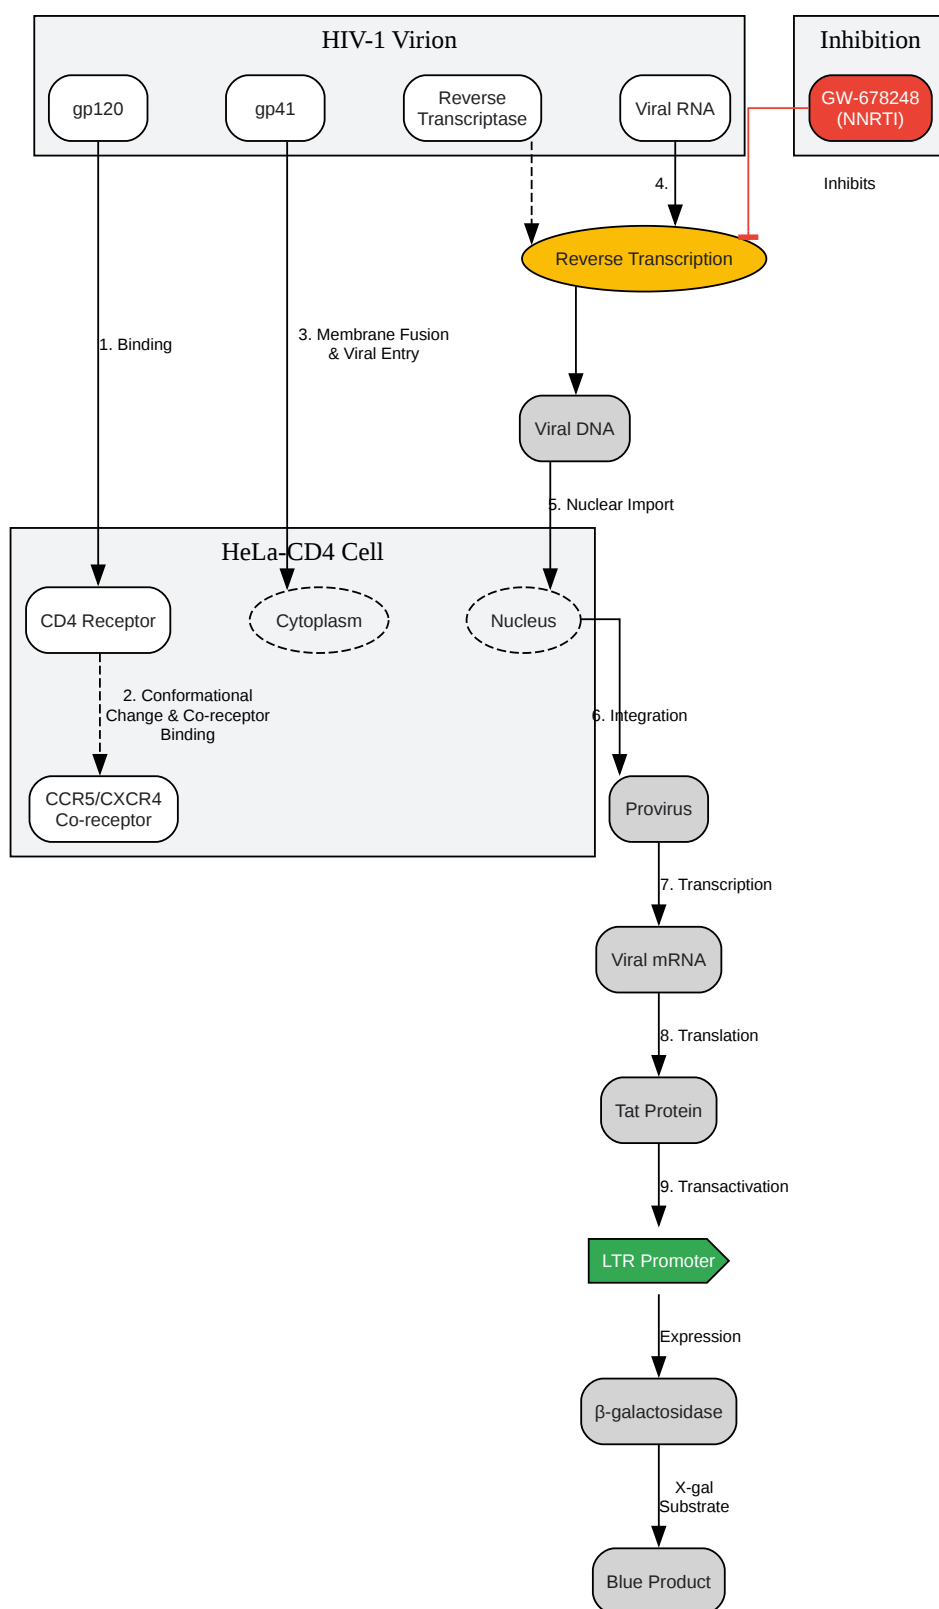 HIV-1 Virion
Inhibition
gp120
gp41
Reverse
Transcriptase
Viral RNA
GW-678248
(NNRTI)
4.
Inhibits
Reverse Transcription
1. Binding
3. Membrane Fusion
& Viral Entry
Viral DNA
5. Nuclear Import
HeLa-CD4 Cell
CD4 Receptor
Cytoplasm
Nucleus
2. Conformational
Change & Co-receptor
Binding
6. Integration
CCR5/CXCR4
Co-receptor
Provirus
7. Transcription
Viral mRNA
8. Translation
Tat Protein
9. Transactivation
LTR Promoter
Expression
β-galactosidase
X-gal
Substrate
Blue Product